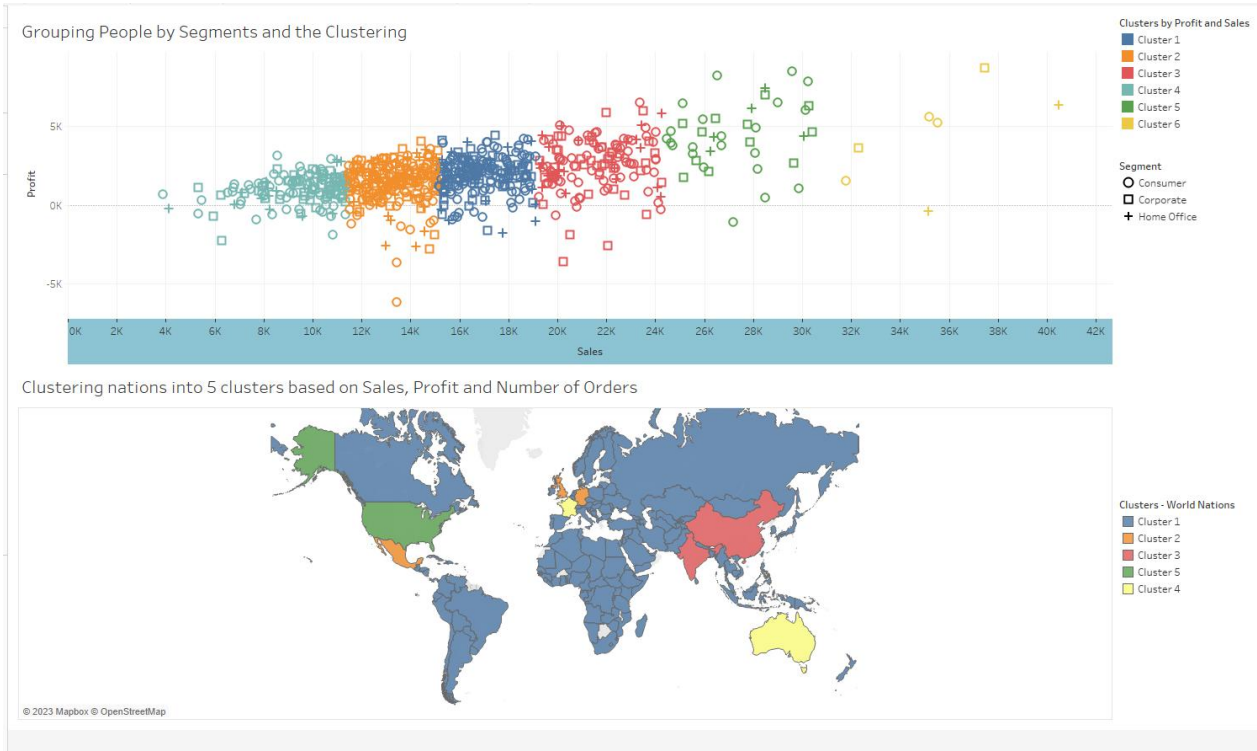 Grouping People by Segments and the Clustering
Clusters by Profit and Sales
Cluster 1
Cluster 2
Cluster 3
Cluster 4
Cluster 5
Cluster 6
Segment
Consumer
Corporate
Home Office
Profit
5K
0K
-5K
0K 2K 4K 6K 8K 10K 12K 14K 16K 18K 20K 22K 24K 26K 28K 30K 32K 34K 36K 38K 40K 42K
Sales
Clustering nations into 5 clusters based on Sales, Profit and Number of Orders
Clusters - World Nations
Cluster 1
Cluster 2
Cluster 3
Cluster 5
Cluster 4
© 2023 Mapbox © OpenStreetMap